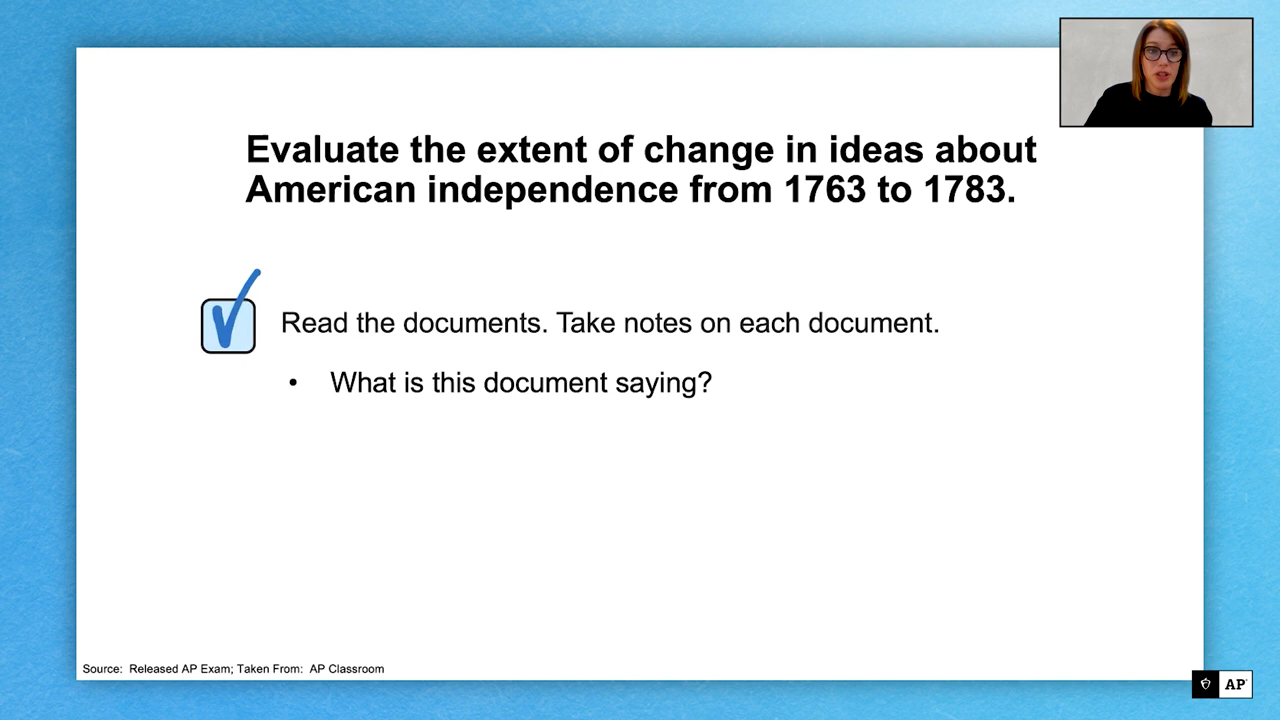 Evaluate the extent of change in ideas about
American independence from 1763 to 1783.
Read the documents. Take notes on each document.
• What is this document saying?
Source: Released AP Exam; Taken From: AP Classroom
AP